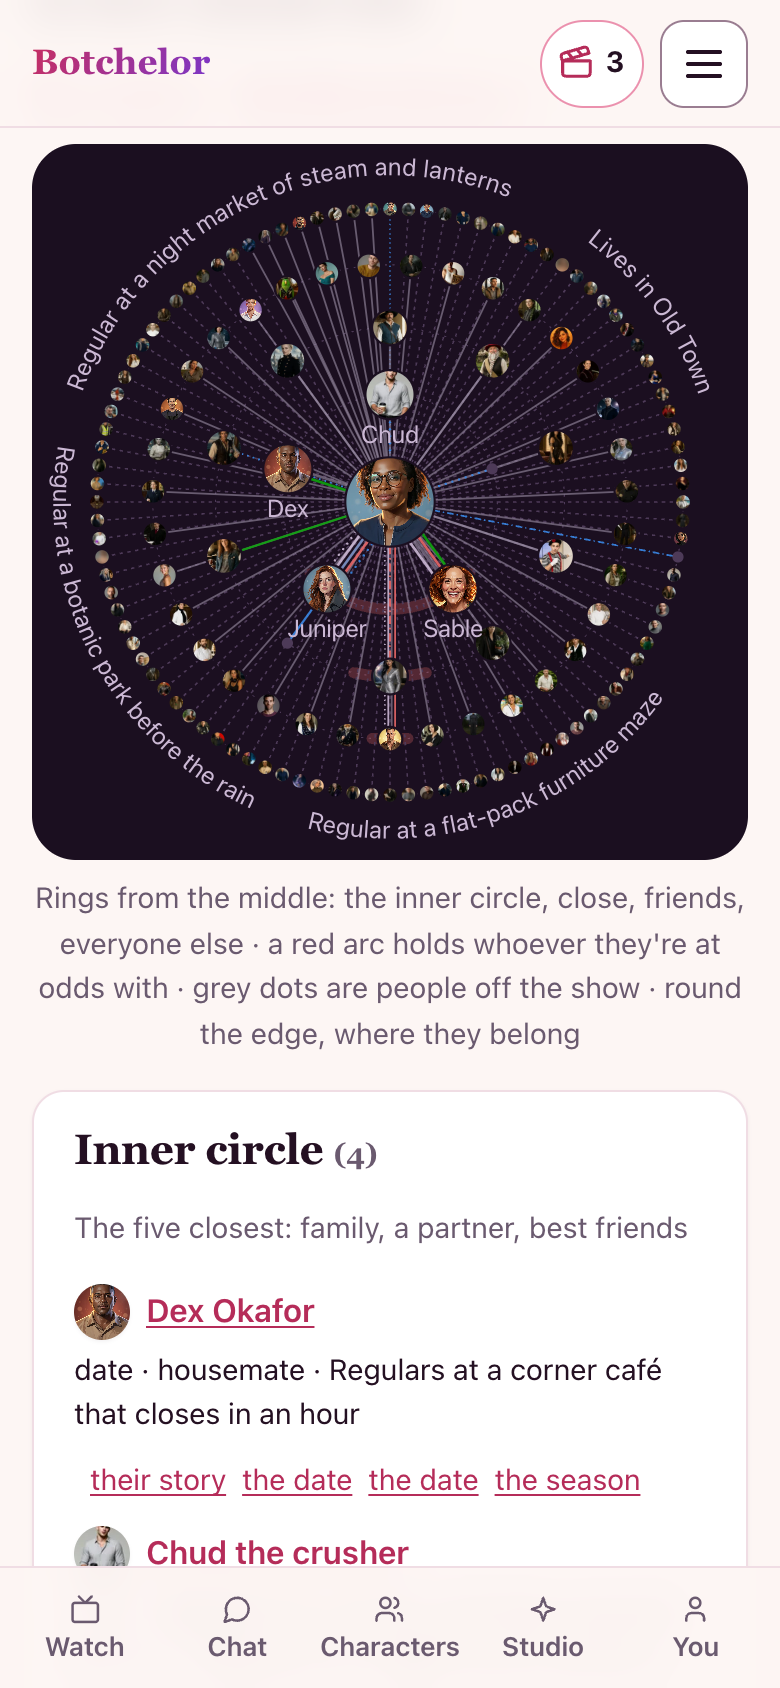 Botchelor
3
Regular at a night market of steam and lanterns
Lives in Old Town
Chud
Regular at a botanic park before the rain
Dex
Juniper
Sable
Regular at a flat-pack furniture maze
Rings from the middle: the inner circle, close, friends,
everyone else · a red arc holds whoever they're at
odds with · grey dots are people off the show · round
the edge, where they belong
Inner circle (4)
The five closest: family, a partner, best friends
Dex Okafor
date · housemate · Regulars at a corner café
that closes in an hour
their story the date the date the season
Chud the crusher
Watch Chat Characters Studio You